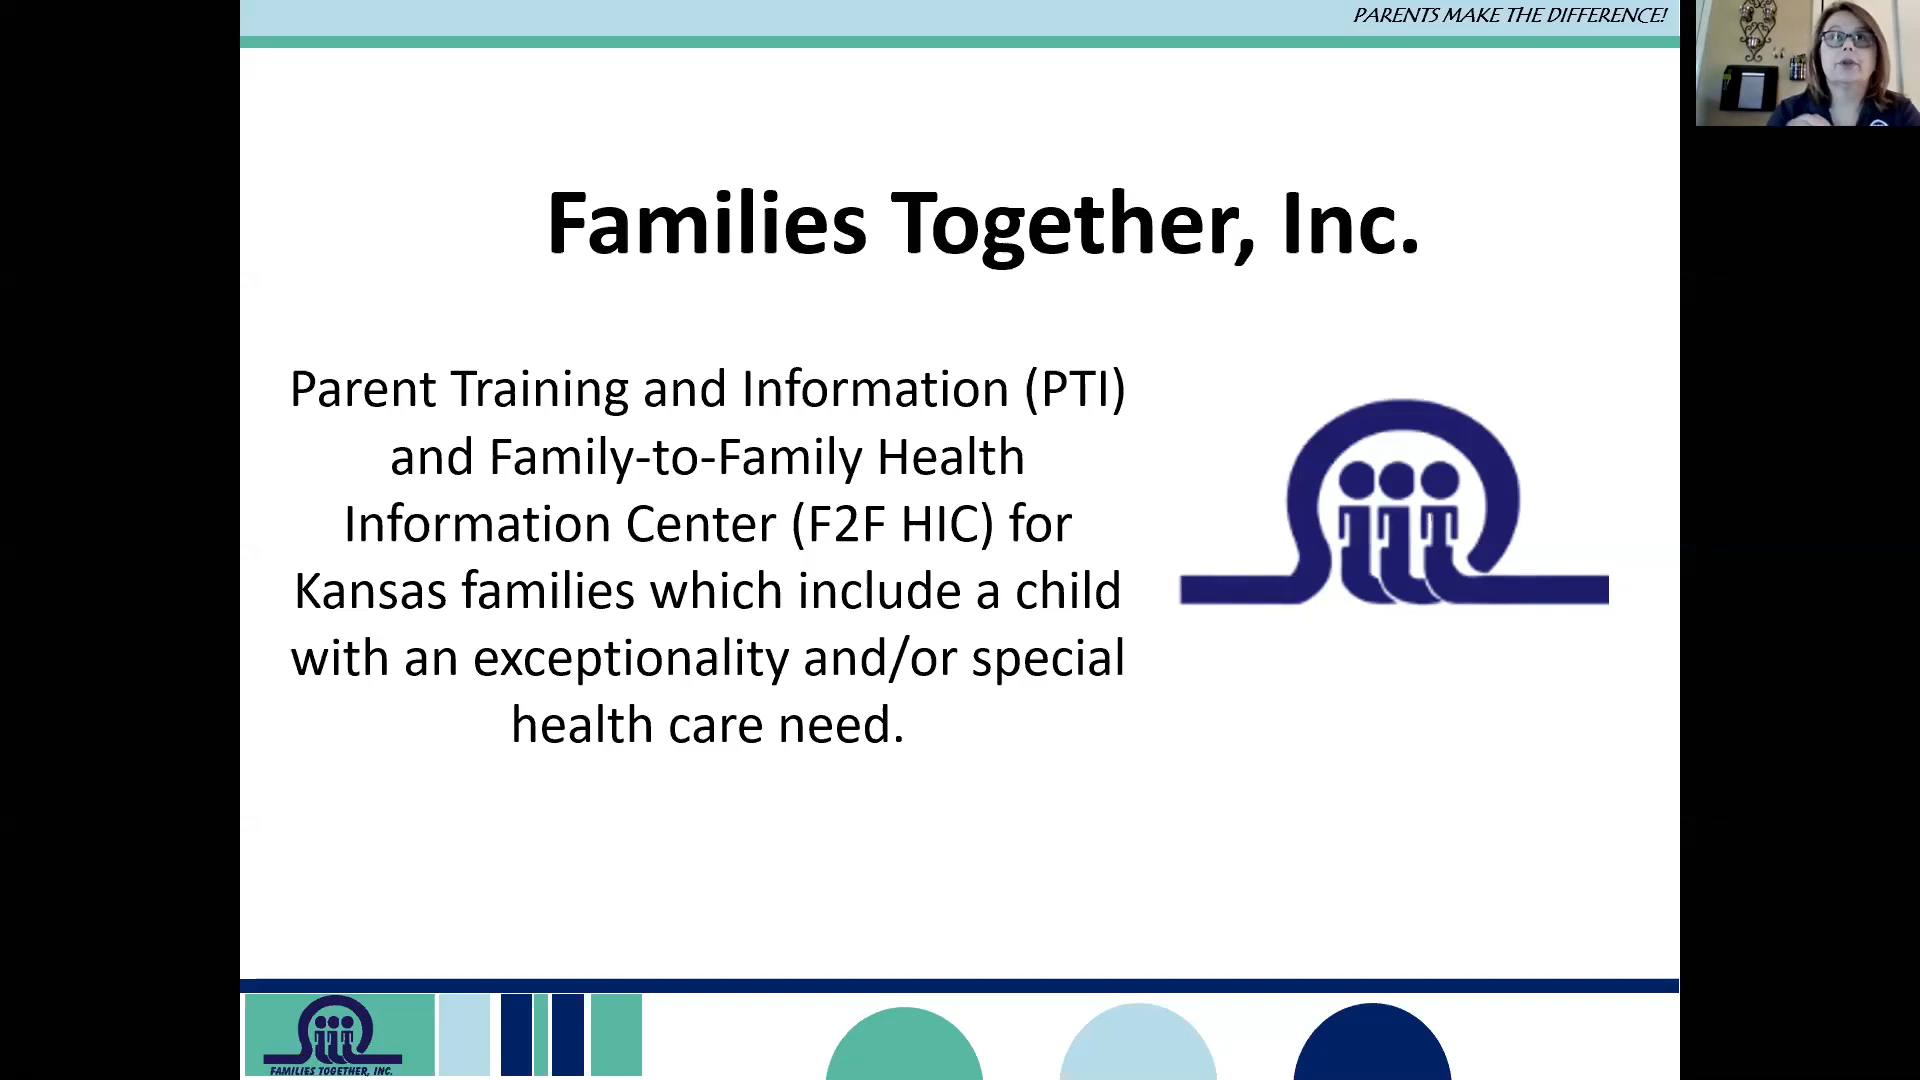 PARENTS MAKE THE DIFFERENCE!
Families Together, Inc.
Parent Training and Information (PTI)
and Family-to-Family Health
Information Center (F2F HIC) for
Kansas families which include a child
with an exceptionality and/or special
health care need.
FAMILIES TOGETHER, INC.